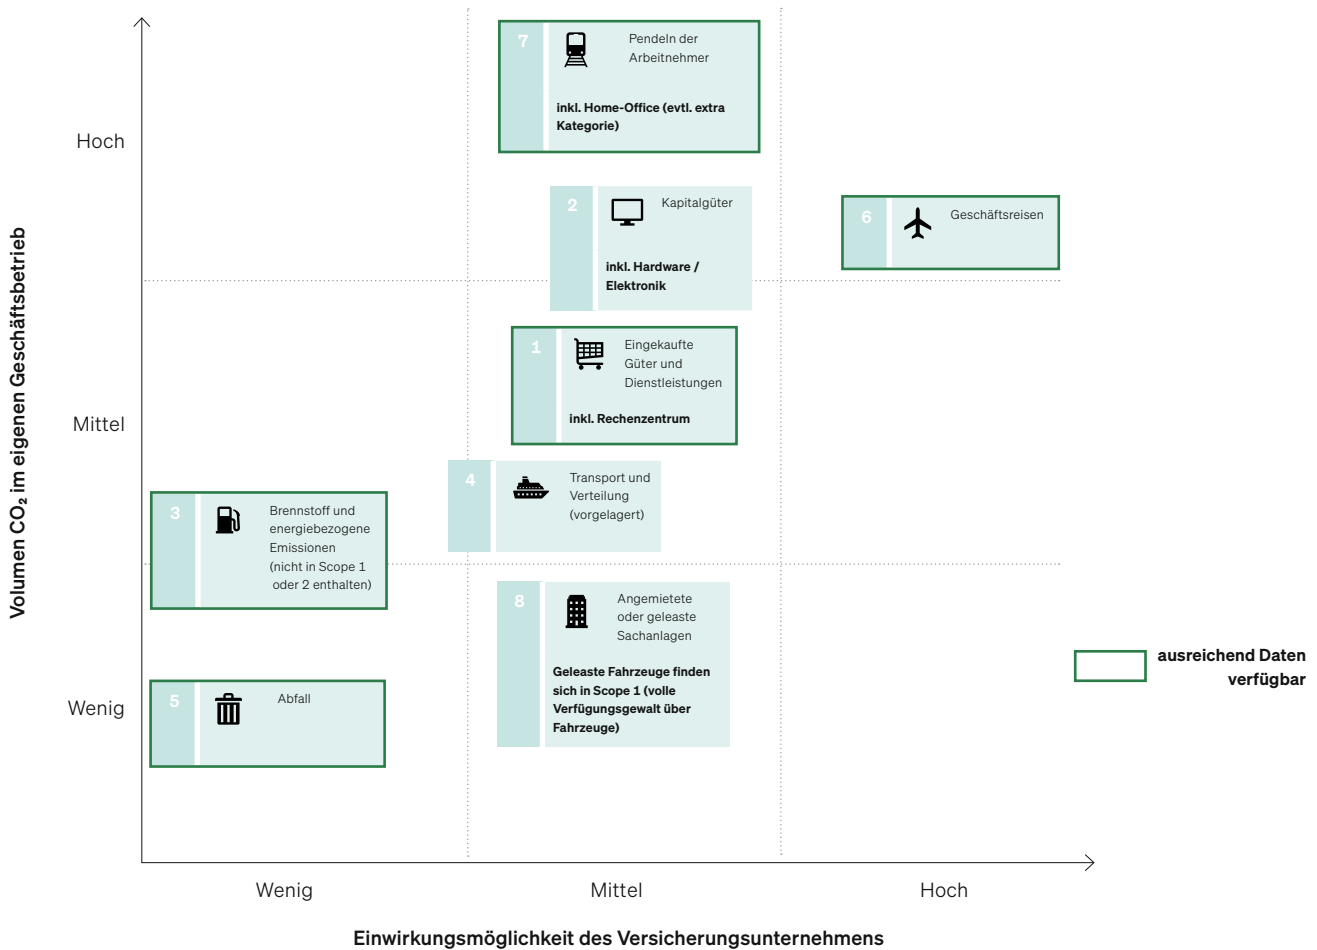 Volumen CO₂ im eigenen Geschäftsbetrieb
Hoch
Mittel
Wenig
7
Pendeln der
Arbeitnehmer
inkl. Home-Office (evtl. extra
Kategorie)
2
Kapitalgüter
inkl. Hardware /
Elektronik
6
Geschäftsreisen
1
Eingekaufte
Güter und
Dienstleistungen
inkl. Rechenzentrum
4
Transport und
Verteilung
(vorgelagert)
3
Brennstoff und
energiebezogene
Emissionen
(nicht in Scope 1
oder 2 enthalten)
8
Angemietete
oder geleaste
Sachanlagen
Geleaste Fahrzeuge finden
sich in Scope 1 (volle
Verfügungsgewalt über
Fahrzeuge)
5
Abfall
ausreichend Daten
verfügbar
Wenig
Mittel
Hoch
Einwirkungsmöglichkeit des Versicherungsunternehmens